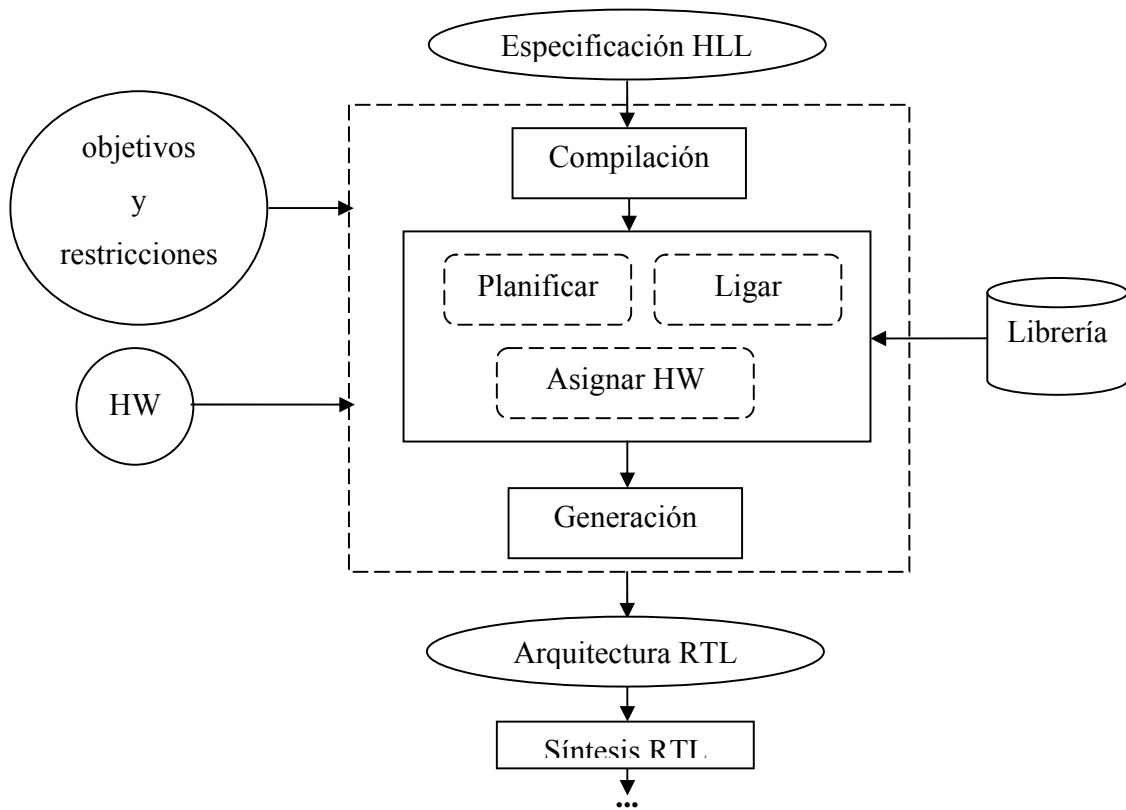 Especificación HLL
objetivos
y
restricciones
Compilación
Planificar
Ligar
Librería
Asignar HW
HW
Generación
Arquitectura RTL
Síntesis RTL
...